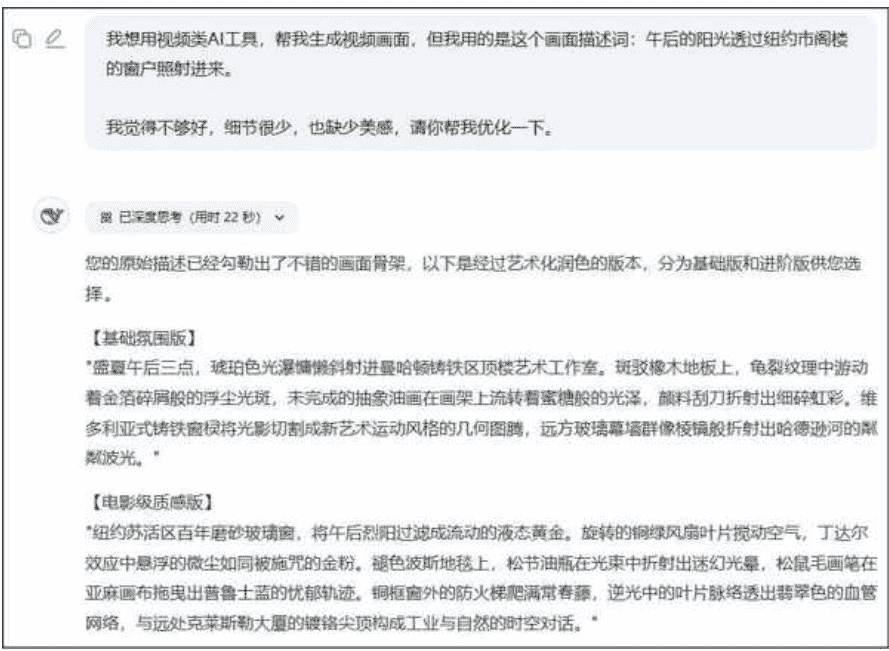 我想用视频类AI工具，帮我生成视频画面，但我用的是这个画面描述词：午后的阳光透过纽约市阁楼
的窗户照射进来。
我觉得不够好，细节很少，也缺少美感，请你帮我优化一下。
已深度思考（用时 22 秒）
您的原始描述已经勾勒出了不错的画面骨架，以下是经过艺术化润色的版本，分为基础版和进阶版供您选
择。
【基础氛围版】
"盛夏午后三点，琥珀色光瀑慵懒斜射进曼哈顿铸铁区顶楼艺术工作室。斑驳橡木地板上，龟裂纹理中游动
着金箔碎屑般的浮尘光斑，未完成的抽象油画在画架上流转着蜜糖般的光泽，颜料刮刀折射出细碎虹彩。维
多利亚式铸铁窗棂将光影切割成新艺术运动风格的几何图腾，远方玻璃幕墙群像棱镜般折射出哈德逊河的粼
粼波光。"
【电影级质感版】
"纽约苏活区百年磨砂玻璃窗，将午后烈阳过滤成流动的液态黄金。旋转的铜绿风扇叶片搅动空气，丁达尔
效应中悬浮的微尘如同被施咒的金粉。褪色波斯地毯上，松节油瓶在光束中折射出迷幻光晕，松鼠毛画笔在
亚麻画布拖曳出普鲁士蓝的忧郁轨迹。铜框窗外的防火梯爬满常春藤，逆光中的叶片脉络透出翡翠色的血管
网络，与远处克莱斯勒大厦的镀铬尖顶构成工业与自然的时空对话。"